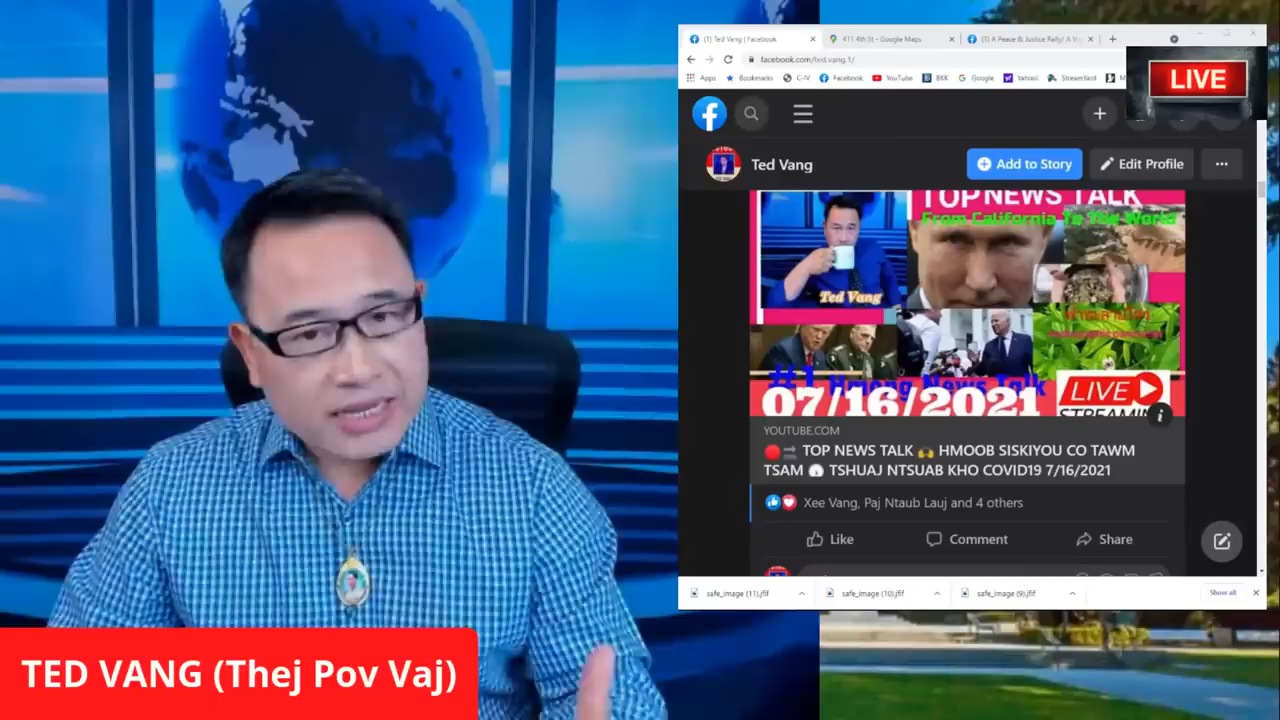 (1) Ted Vang | Facebook
411 4th St - Google Maps
(1) A Peace & Justice Rally/ A V
facebook.com/ted.vang.1/
Apps Bookmarks C-IV Facebook YouTube BKK Google Yahoo! StreamYard M
LIVE
Ted Vang
Add to Story
Edit Profile
TOP NEWS TALK
From California To The World
Ted Vang
#1 Hmong News Talk
07/16/2021
LIVE
STREAMIN
YOUTUBE.COM
TOP NEWS TALK HMOOB SISKIYOU CO TAWM
TSAM TSHUAJ NTSUAB KHO COVID19 7/16/2021
Xee Vang, Paj Ntaub Lauj and 4 others
Like Comment Share
safe_image (11).jfif safe_image (10).jfif safe_image (9).jfif Show all
TED VANG (Thej Pov Vaj)